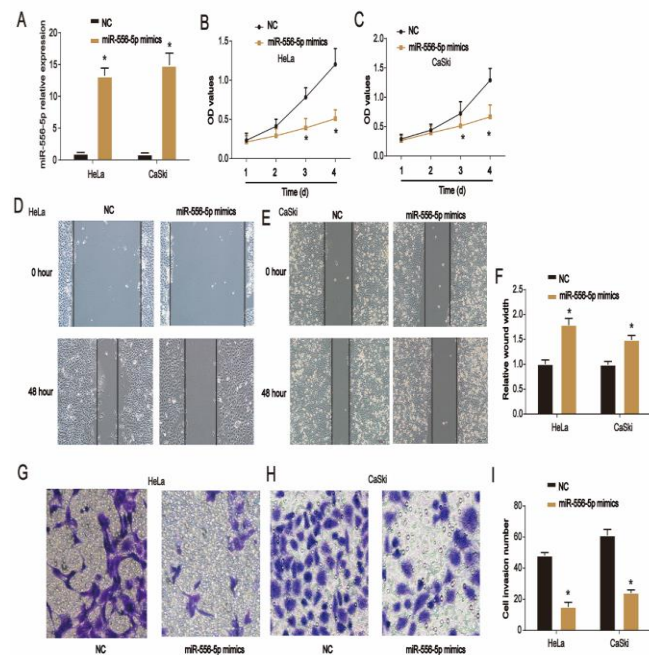 A
NC
miR-556-5p mimics
miR-556-5p relative expression
20
15
10
5
0
*
*
HeLa
CaSki
B
NC
miR-556-5p mimics
HeLa
OD values
1.5
1.0
0.5
0.0
*
*
1 2 3 4
Time (d)
C
NC
miR-556-5p mimics
CaSki
OD values
2.0
1.5
1.0
0.5
0.0
*
*
1 2 3 4
Time (d)
D
HeLa
NC
miR-556-5p mimics
0 hour
48 hour
E
CaSki
NC
miR-556-5p mimics
0 hour
48 hour
F
NC
miR-556-5p mimics
Relative wound width
2.5
2.0
1.5
1.0
0.5
0.0
*
*
HeLa
CaSki
G
HeLa
NC
miR-556-5p mimics
H
CaSki
NC
miR-556-5p mimics
I
NC
miR-556-5p mimics
Cell invasion number
80
60
40
20
0
*
*
HeLa
CaSki